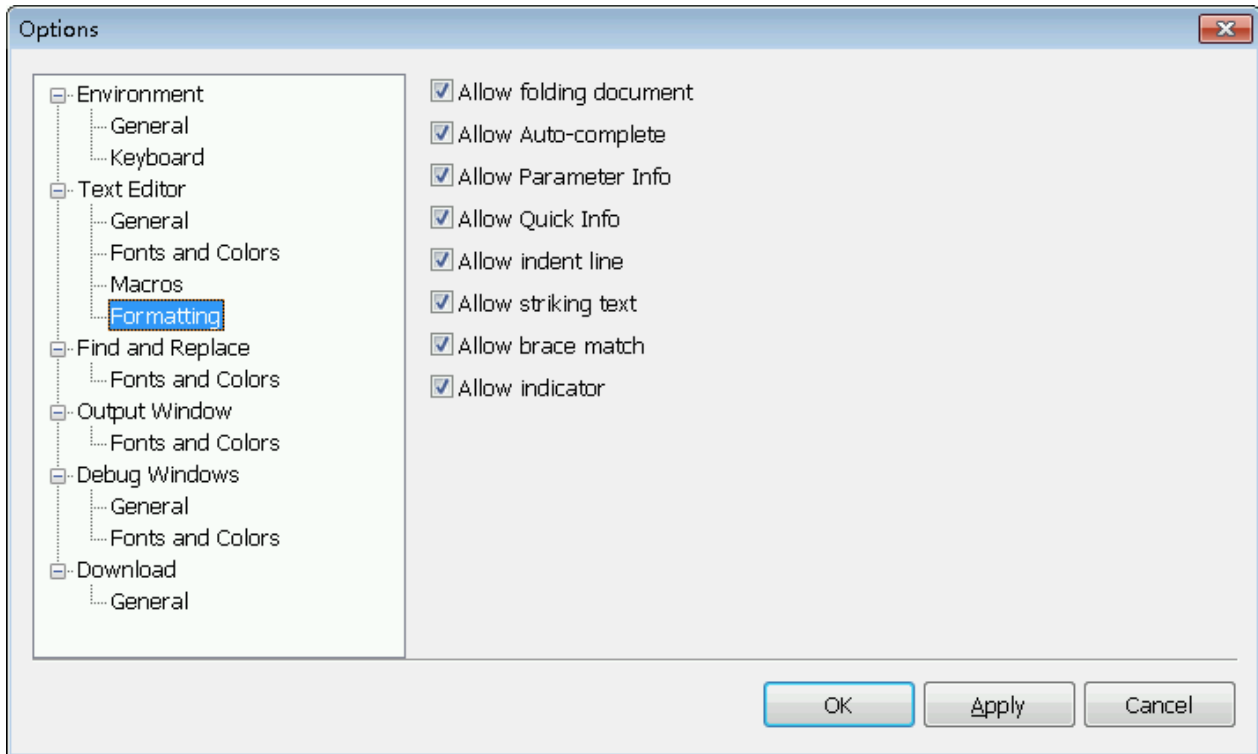 Options
Environment
General
Keyboard
Text Editor
General
Fonts and Colors
Macros
Formatting
Find and Replace
Fonts and Colors
Output Window
Fonts and Colors
Debug Windows
General
Fonts and Colors
Download
General
Allow folding document
Allow Auto-complete
Allow Parameter Info
Allow Quick Info
Allow indent line
Allow striking text
Allow brace match
Allow indicator
OK
Apply
Cancel